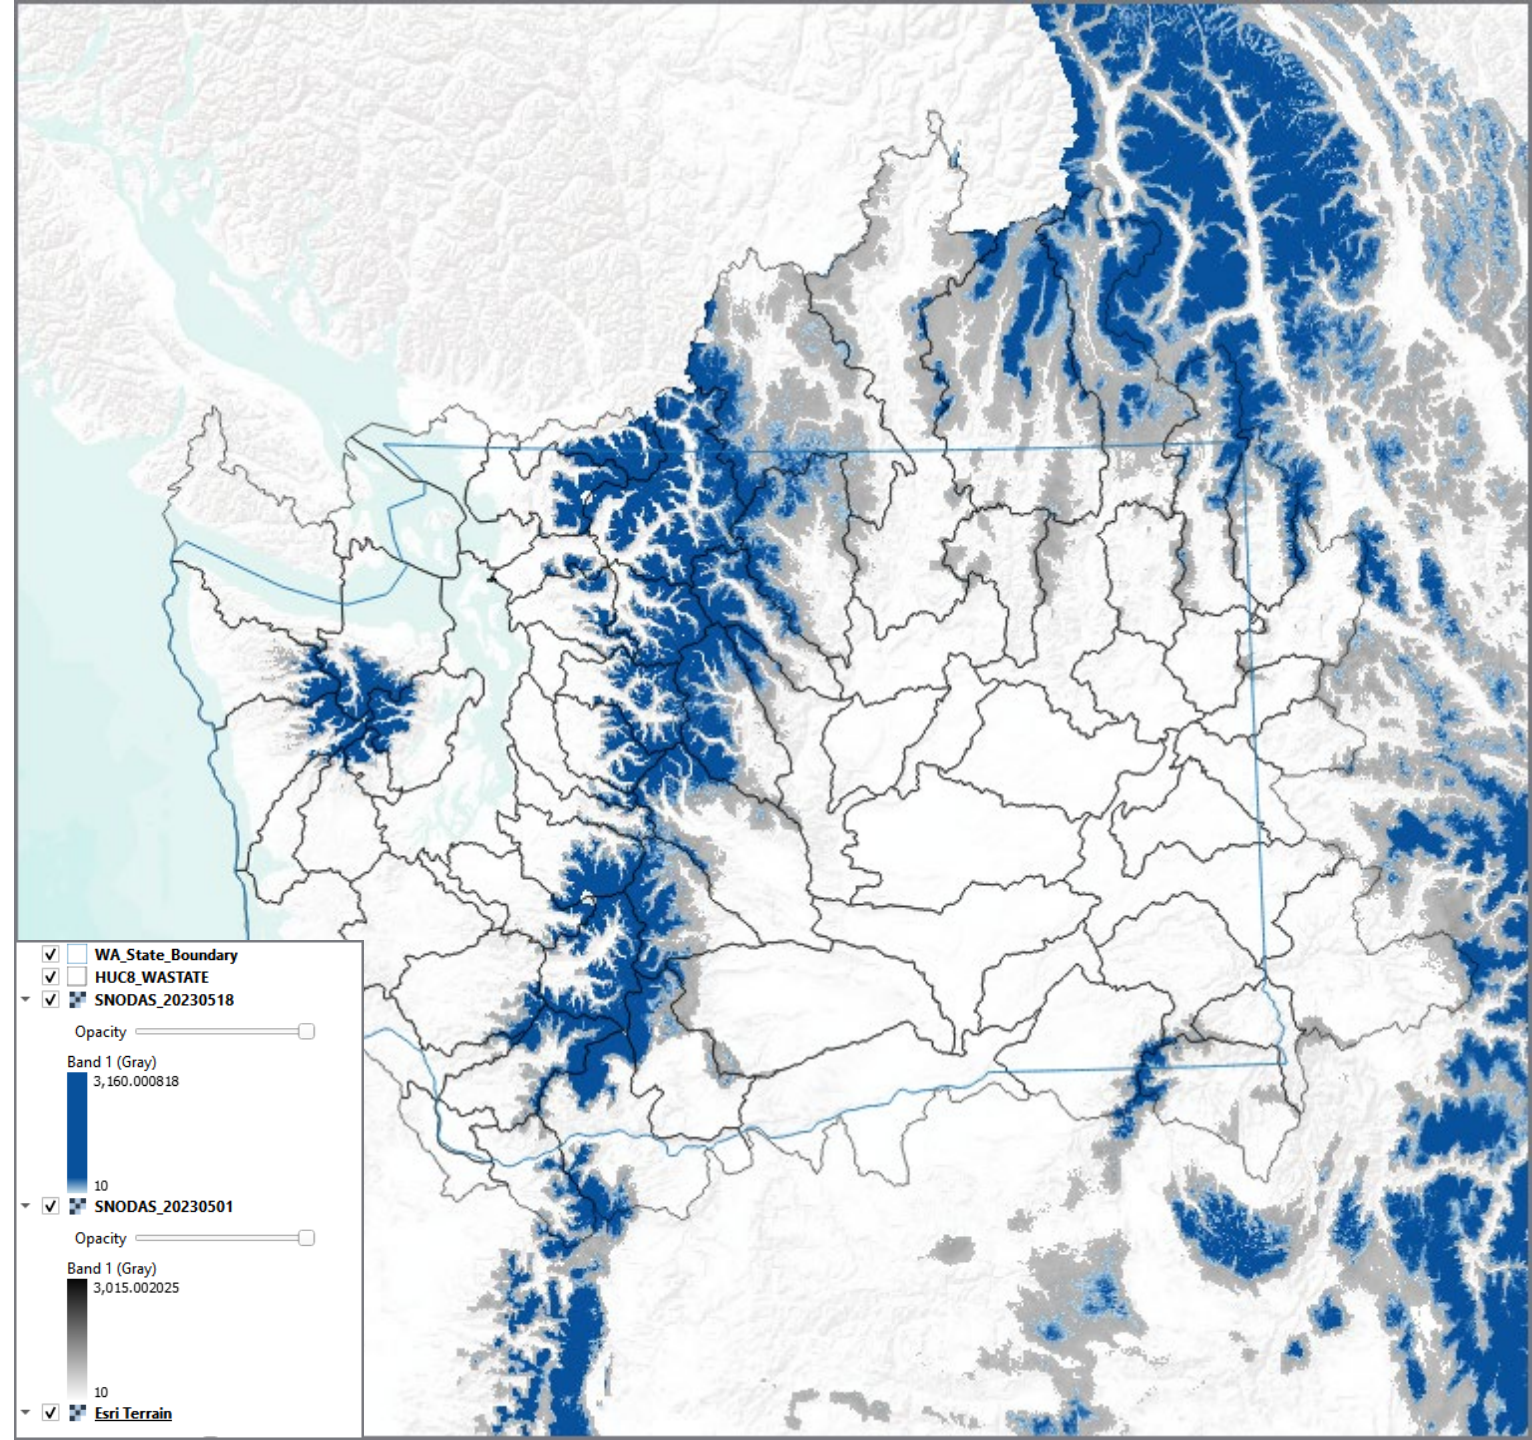 WA_State_Boundary
HUC8_WASTATE
SNODAS_20230518
Opacity
Band 1 (Gray)
3,160.000818
10
SNODAS_20230501
Opacity
Band 1 (Gray)
3,015.002025
10
Esri Terrain